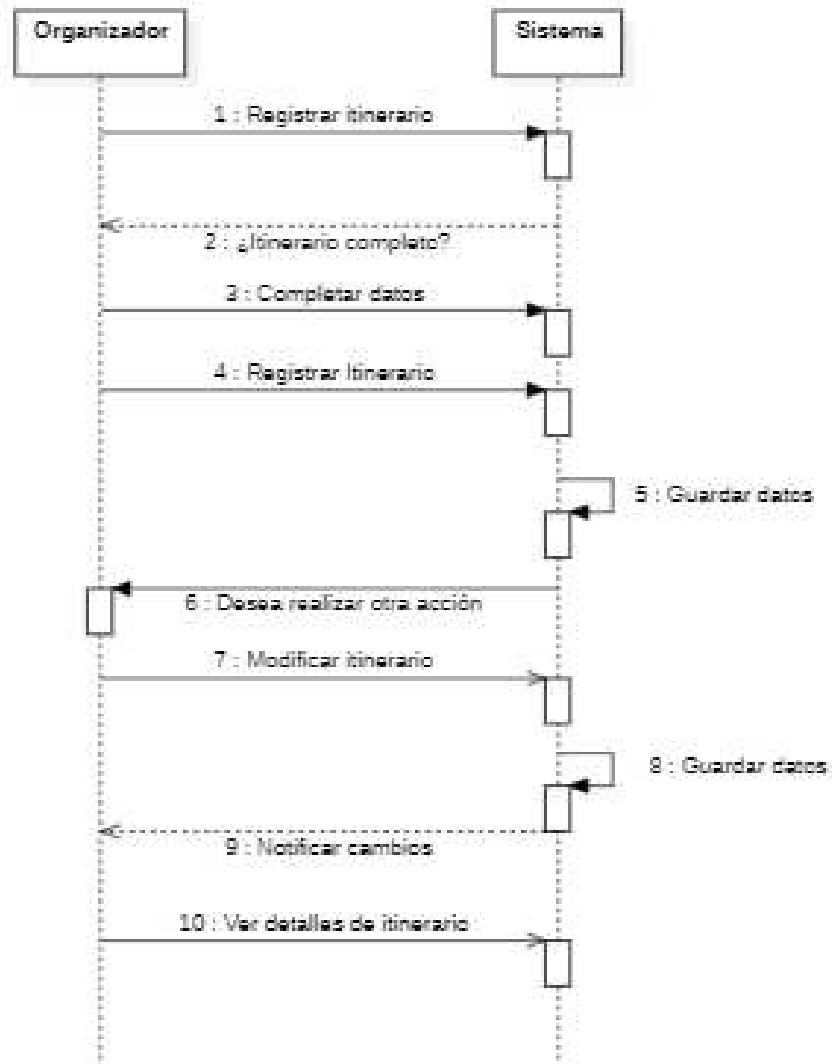 Organizador
Sistema
1 : Registrar itinerario
2 : ¿Itinerario completo?
3 : Completar datos
4 : Registrar Itinerario
5 : Guardar datos
6 : Desea realizar otra acción
7 : Modificar itinerario
8 : Guardar datos
9 : Notificar cambios
10 : Ver detalles de itinerario